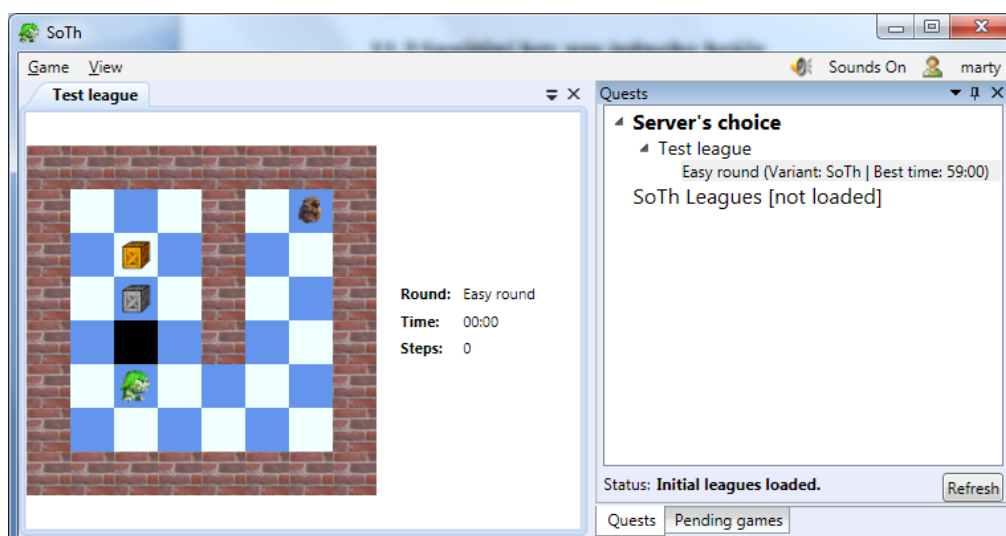 SoTh
Game View
Sounds On marty
Test league
Quests
Server's choice
Test league
Easy round (Variant: SoTh | Best time: 59:00)
SoTh Leagues [not loaded]
Round: Easy round
Time: 00:00
Steps: 0
Status: Initial leagues loaded.
Refresh
Quests Pending games